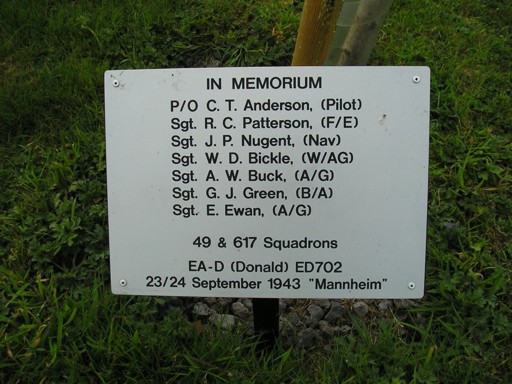 IN MEMORIUM
P/O C. T. Anderson, (Pilot)
Sgt. R. C. Patterson, (F/E)
Sgt. J. P. Nugent, (Nav)
Sgt. W. D. Bickle, (W/AG)
Sgt. A. W. Buck, (A/G)
Sgt. G. J. Green, (B/A)
Sgt. E. Ewan, (A/G)
49 & 617 Squadrons
EA-D (Donald) ED702
23/24 September 1943 "Mannheim"